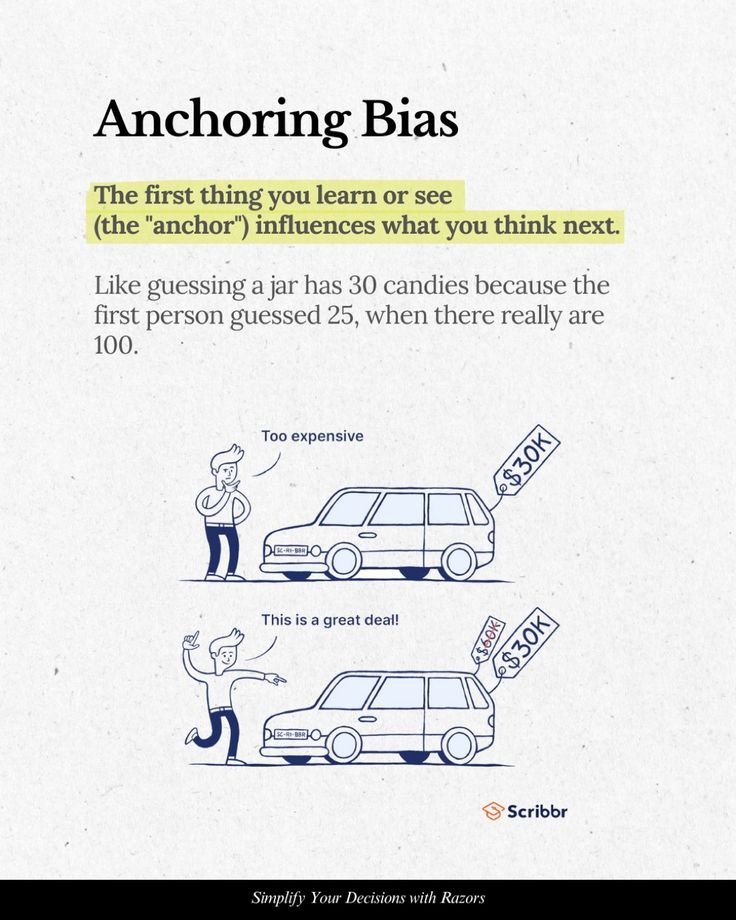 Anchoring Bias
The first thing you learn or see
(the "anchor") influences what you think next.
Like guessing a jar has 30 candies because the
first person guessed 25, when there really are
100.
Too expensive
$30K
SC-RI-BBR
This is a great deal!
$60K
$30K
SC-RI-BBR
Scribbr
Simplify Your Decisions with Razors